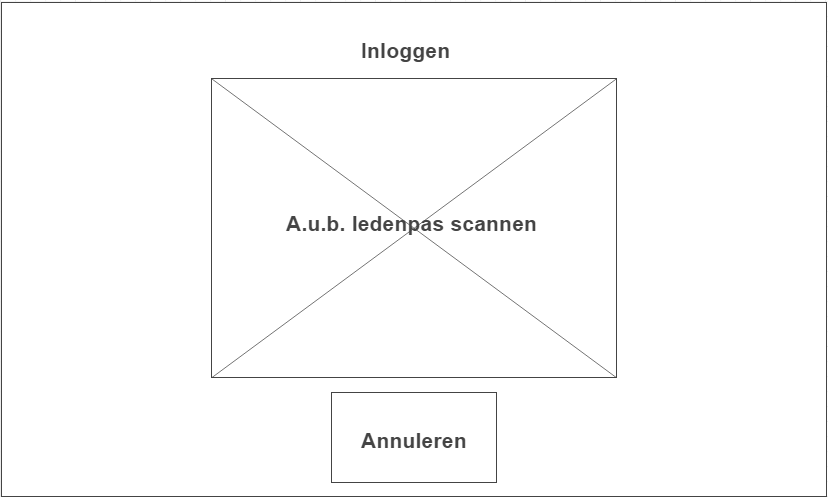 Inloggen
A.u.b. ledenpas scannen
Annuleren